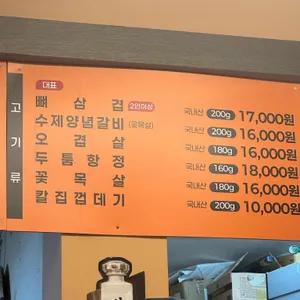 고기류
대표
뼈삼겹 2인이상 국내산 200g 17,000원
수제양념갈비 (꽃목살) 국내산 200g 16,000원
오겹살 국내산 180g 16,000원
두툼항정 국내산 160g 18,000원
꽃목살 국내산 180g 16,000원
칼집껍데기 국내산 200g 10,000원